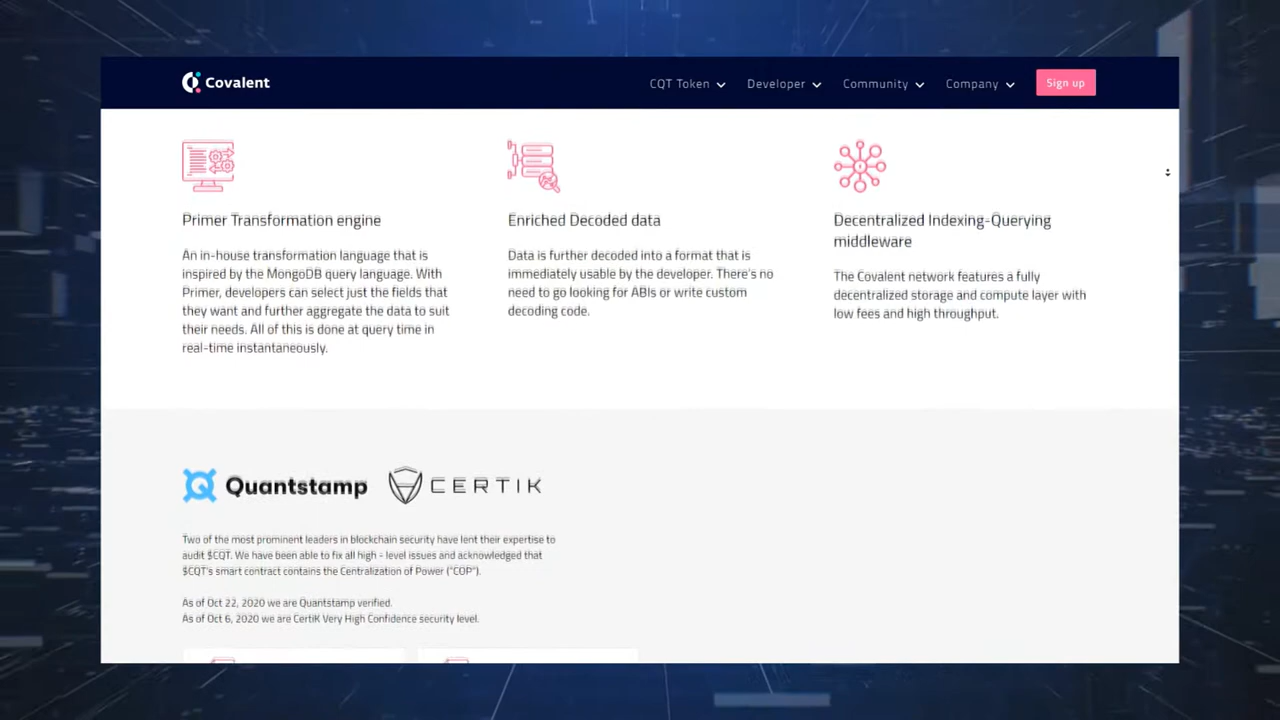 Covalent
CQT Token
Developer
Community
Company
Sign up
Primer Transformation engine
An in-house transformation language that is
inspired by the MongoDB query language. With
Primer, developers can select just the fields that
they want and further aggregate the data to suit
their needs. All of this is done at query time in
real-time instantaneously.
Enriched Decoded data
Data is further decoded into a format that is
immediately usable by the developer. There's no
need to go looking for ABIs or write custom
decoding code.
Decentralized Indexing-Querying
middleware
The Covalent network features a fully
decentralized storage and compute layer with
low fees and high throughput.
Quantstamp
CERTIK
Two of the most prominent leaders in blockchain security have lent their expertise to
audit $CQT. We have been able to fix all high - level issues and acknowledged that
$CQT's smart contract contains the Centralization of Power ("COP").
As of Oct 22, 2020 we are Quantstamp verified.
As of Oct 6, 2020 we are CertiK Very High Confidence security level.